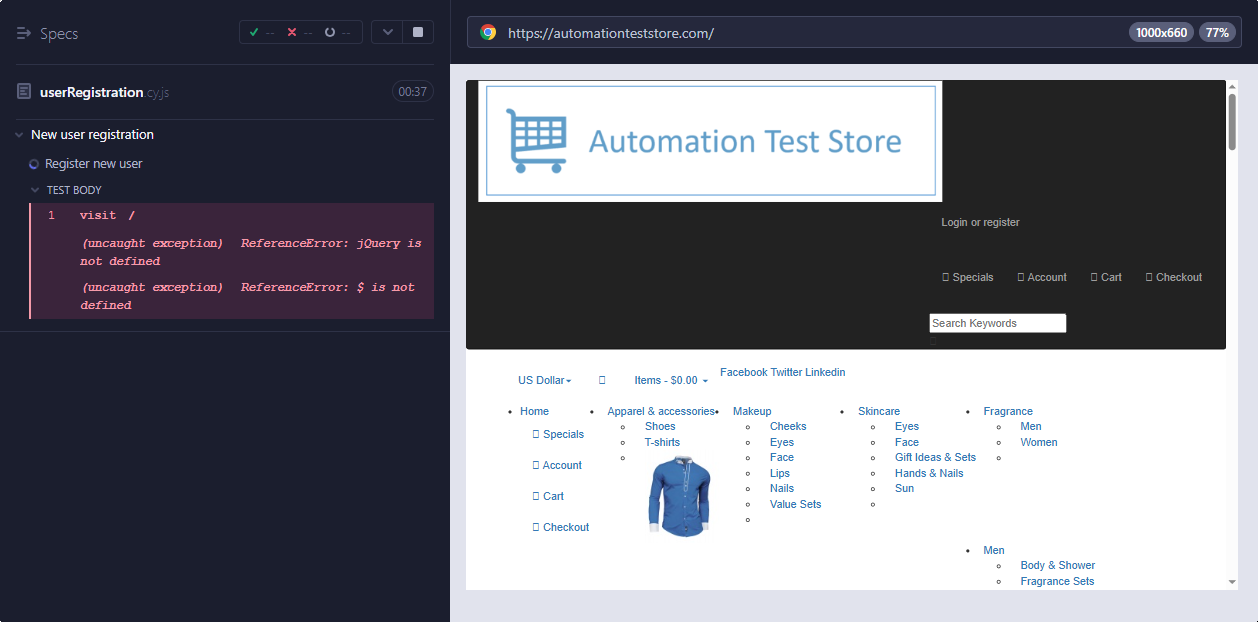 Specs
-- -- --
userRegistration.cy.js
00:37
New user registration
Register new user
TEST BODY
1 visit /
(uncaught exception) ReferenceError: jQuery is
not defined
(uncaught exception) ReferenceError: $ is not
defined
https://automationteststore.com/
1000x660 77%
Automation Test Store
Login or register
Specials Account Cart Checkout
Search Keywords
US Dollar
Items - $0.00
Facebook Twitter Linkedin
Home
Specials
Account
Cart
Checkout
Apparel & accessories
Shoes
T-shirts
Makeup
Cheeks
Eyes
Face
Lips
Nails
Value Sets
Skincare
Eyes
Face
Gift Ideas & Sets
Hands & Nails
Sun
Fragrance
Men
Women
Men
Body & Shower
Fragrance Sets